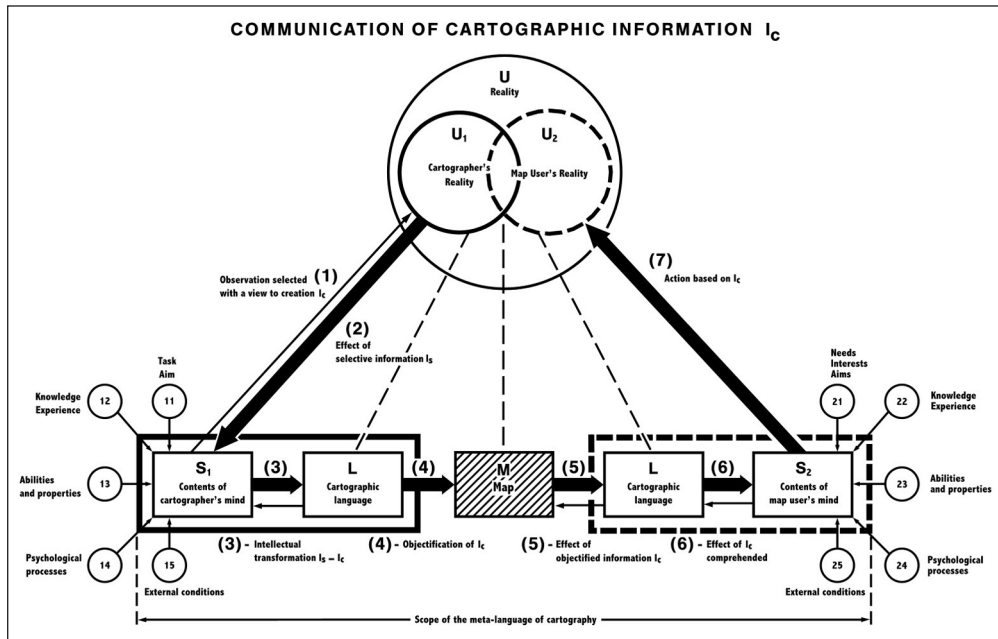 COMMUNICATION OF CARTOGRAPHIC INFORMATION Ic
U
Reality
U1
U2
Cartographer's
Reality
Map User's Reality
(1)
Observation selected
with a view to creation Ic
(7)
Action based on Ic
(2)
Effect of
selective information Is
Task
Aim
Needs
Interests
Aims
Knowledge
Experience
12
11
21
22
Knowledge
Experience
Abilities
and properties
13
S1
Contents of
cartographer's mind
(3)
L
Cartographic
language
(4)
M
Map
(5)
L
Cartographic
language
(6)
S2
Contents of
map user's mind
23
Abilities
and properties
Psychological
processes
14
15
External conditions
(3) - Intellectual
transformation Is – Ic
(4) - Objectification of Ic
(5) - Effect of
objectified information Ic
(6) - Effect of Ic
comprehended
25
External conditions
24
Psychological
processes
Scope of the meta-language of cartography